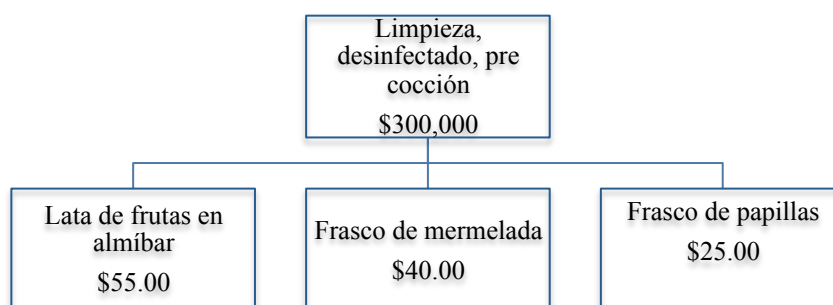 Limpieza,
desinfectado, pre
cocción
$300,000
Lata de frutas en
almíbar
$55.00
Frasco de mermelada
$40.00
Frasco de papillas
$25.00